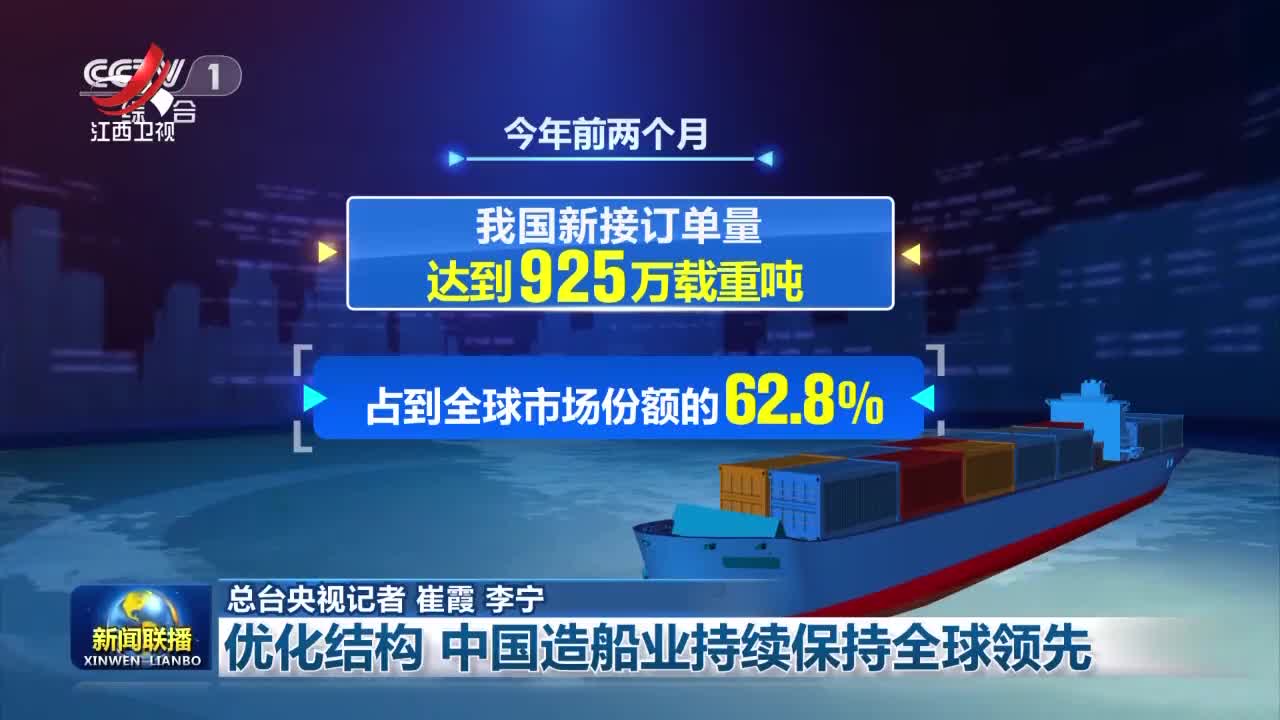 CCTV 1
综合
江西卫视
今年前两个月
我国新接订单量
达到925万载重吨
占到全球市场份额的62.8%
总台央视记者 崔霞 李宁
新闻联播
XINWEN LIANBO
优化结构 中国造船业持续保持全球领先